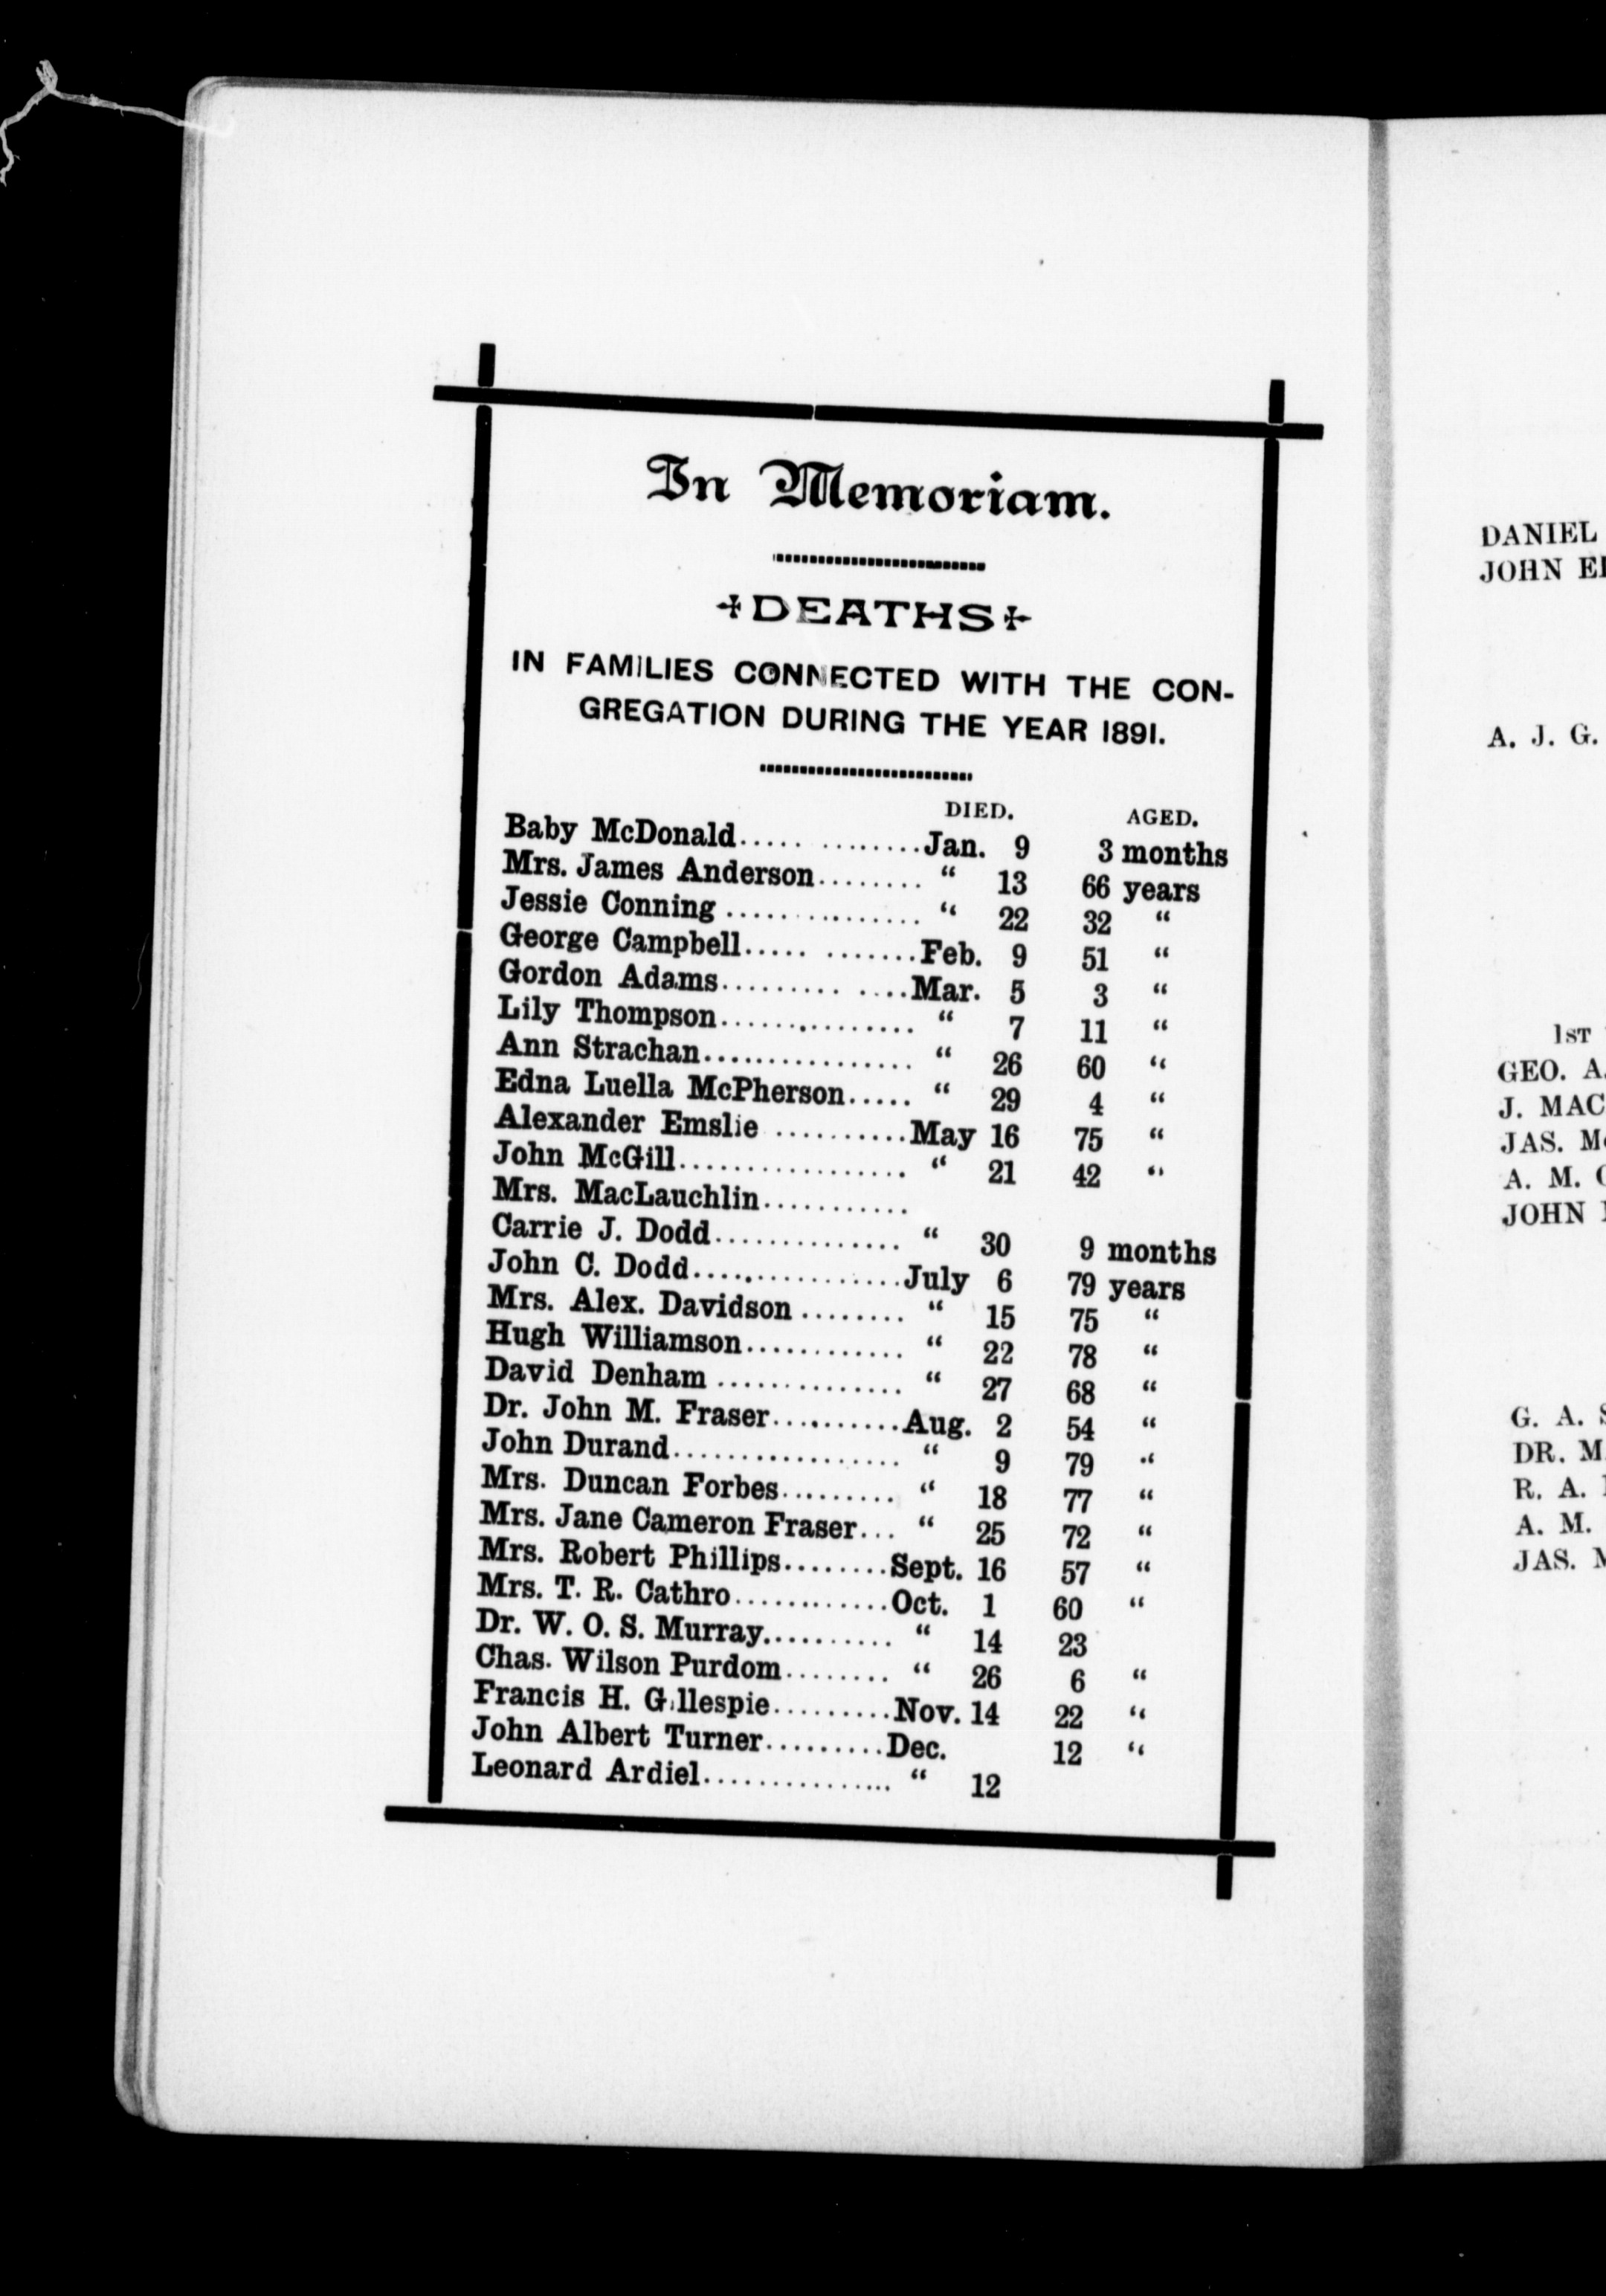 In Memoriam.
DEATHS
IN FAMILIES CONNECTED WITH THE CON-
GREGATION DURING THE YEAR 1891.
DIED. AGED.
Baby McDonald.....  ........Jan. 9 3 months
Mrs. James Anderson........ “ 13 66 years
Jessie Conning ................ “ 22 32 “
George Campbell..... .......Feb. 9 51 “
Gordon Adams......... ....Mar. 5 3 “
Lily Thompson................ “ 7 11 “
Ann Strachan................. “ 26 60 “
Edna Luella McPherson..... “ 29 4 “
Alexander Emslie ..........May 16 75 “
John McGill.................. “ 21 42 “
Mrs. MacLauchlin............
Carrie J. Dodd.............. “ 30 9 months
John C. Dodd.................July 6 79 years
Mrs. Alex. Davidson ........ “ 15 75 “
Hugh Williamson............ “ 22 78 “
David Denham .............. “ 27 68 “
Dr. John M. Fraser..........Aug. 2 54 “
John Durand.................. “ 9 79 “
Mrs. Duncan Forbes......... “ 18 77 “
Mrs. Jane Cameron Fraser... “ 25 72 “
Mrs. Robert Phillips........Sept. 16 57 “
Mrs. T. R. Cathro............Oct. 1 60 “
Dr. W. O. S. Murray.......... “ 14 23
Chas. Wilson Purdom........ “ 26 6 “
Francis H. Gillespie.........Nov. 14 22 “
John Albert Turner.........Dec. 12 “
Leonard Ardiel............... “ 12
DANIEL
JOHN
A. J. G.
1ST
GEO. A.
J. MAC
JAS.
A. M.
JOHN
G. A.
DR. M.
R. A.
A. M.
JAS.